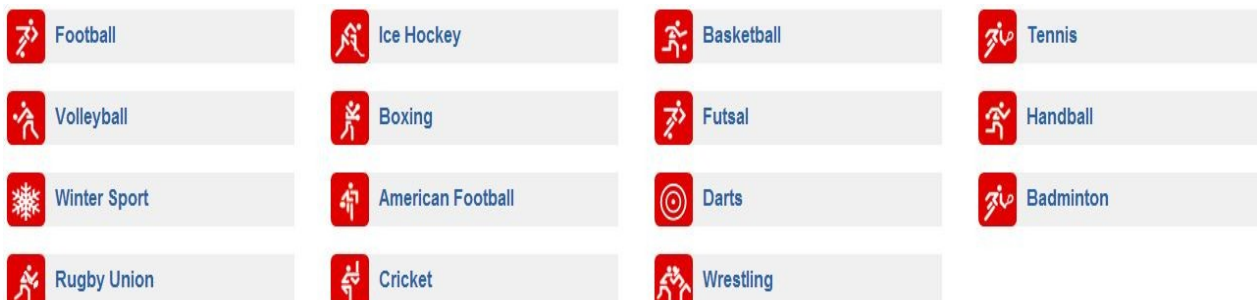 Football
Ice Hockey
Basketball
Tennis
Volleyball
Boxing
Futsal
Handball
Winter Sport
American Football
Darts
Badminton
Rugby Union
Cricket
Wrestling